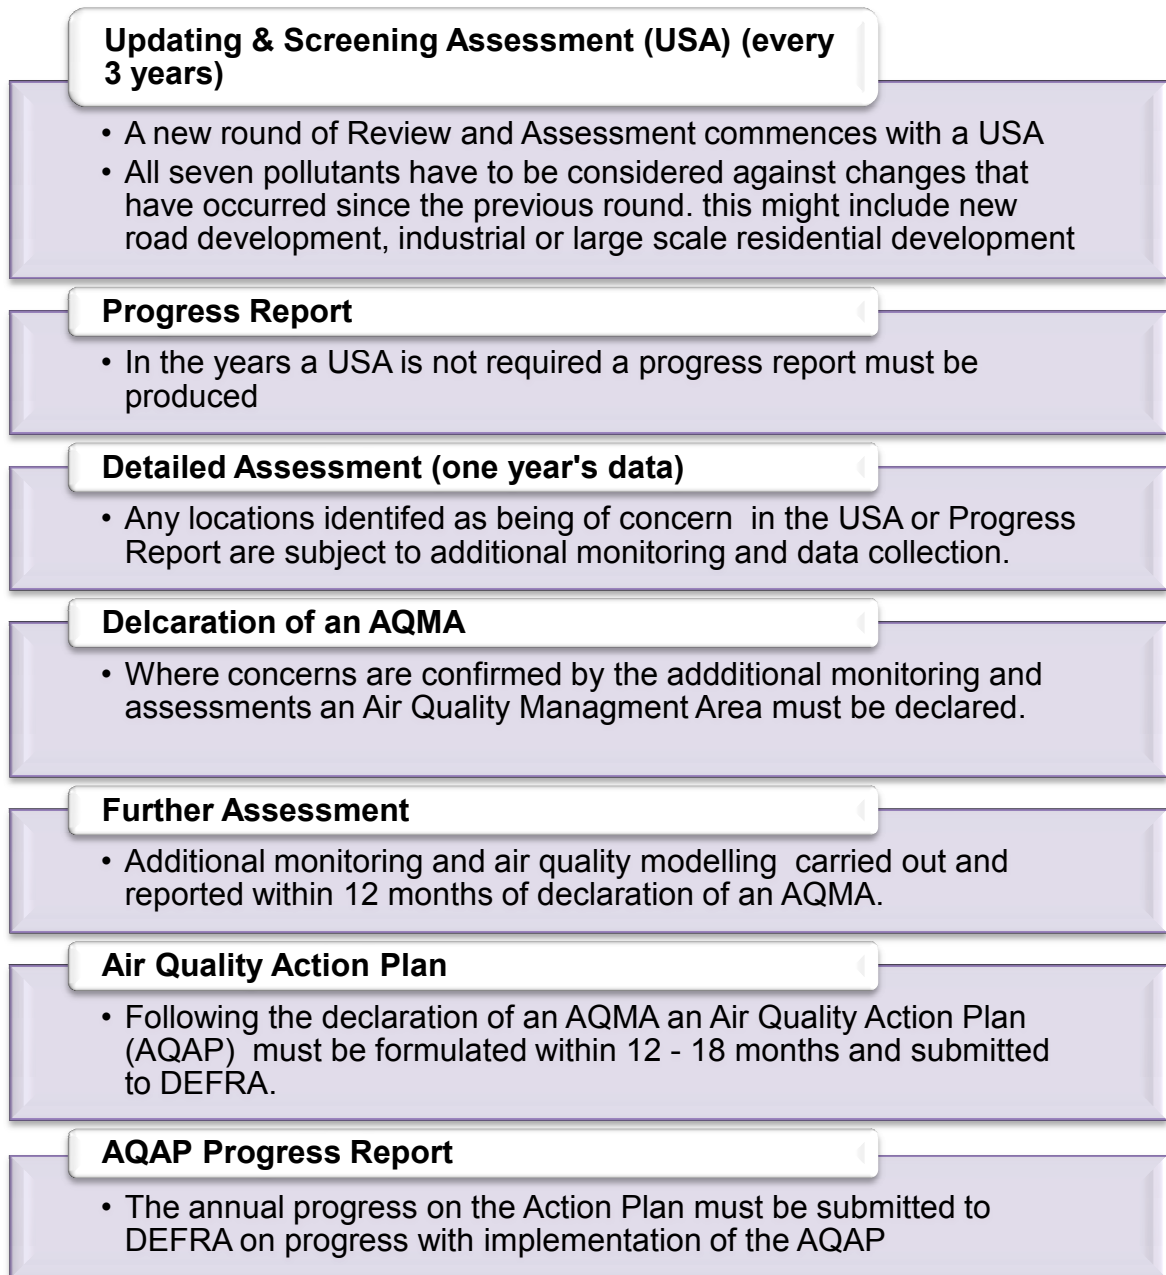 Updating & Screening Assessment (USA) (every
3 years)
• A new round of Review and Assessment commences with a USA
• All seven pollutants have to be considered against changes that
have occurred since the previous round. this might include new
road development, industrial or large scale residential development
Progress Report
• In the years a USA is not required a progress report must be
produced
Detailed Assessment (one year's data)
• Any locations identifed as being of concern  in the USA or Progress
Report are subject to additional monitoring and data collection.
Delcaration of an AQMA
• Where concerns are confirmed by the addditional monitoring and
assessments an Air Quality Managment Area must be declared.
Further Assessment
• Additional monitoring and air quality modelling  carried out and
reported within 12 months of declaration of an AQMA.
Air Quality Action Plan
• Following the declaration of an AQMA an Air Quality Action Plan
(AQAP)  must be formulated within 12 - 18 months and submitted
to DEFRA.
AQAP Progress Report
• The annual progress on the Action Plan must be submitted to
DEFRA on progress with implementation of the AQAP